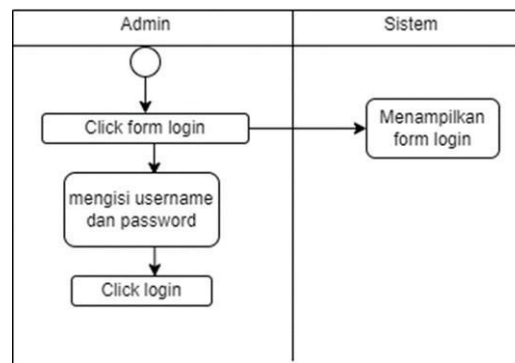 Admin
Sistem
Click form login
Menampilkan
form login
mengisi username
dan password
Click login